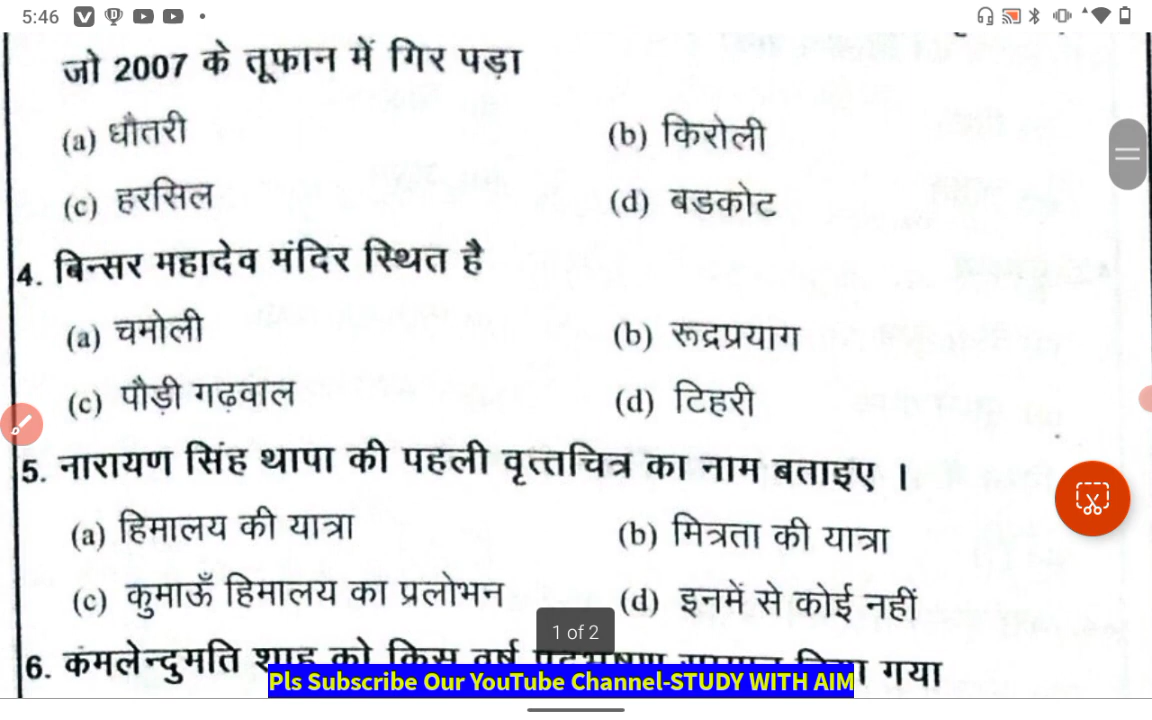 5:46
जो 2007 के तूफान में गिर पड़ा
(a) धौतरी (b) किरोली
(c) हरसिल (d) बडकोट
4. बिन्सर महादेव मंदिर स्थित है
(a) चमोली (b) रूद्रप्रयाग
(c) पौड़ी गढ़वाल (d) टिहरी
5. नारायण सिंह थापा की पहली वृत्तचित्र का नाम बताइए ।
(a) हिमालय की यात्रा (b) मित्रता की यात्रा
(c) कुमाऊँ हिमालय का प्रलोभन (d) इनमें से कोई नहीं
1 of 2
6. कमलेन्दुमति शाह को किस वर्ष गया
Pls Subscribe Our YouTube Channel-STUDY WITH AIM